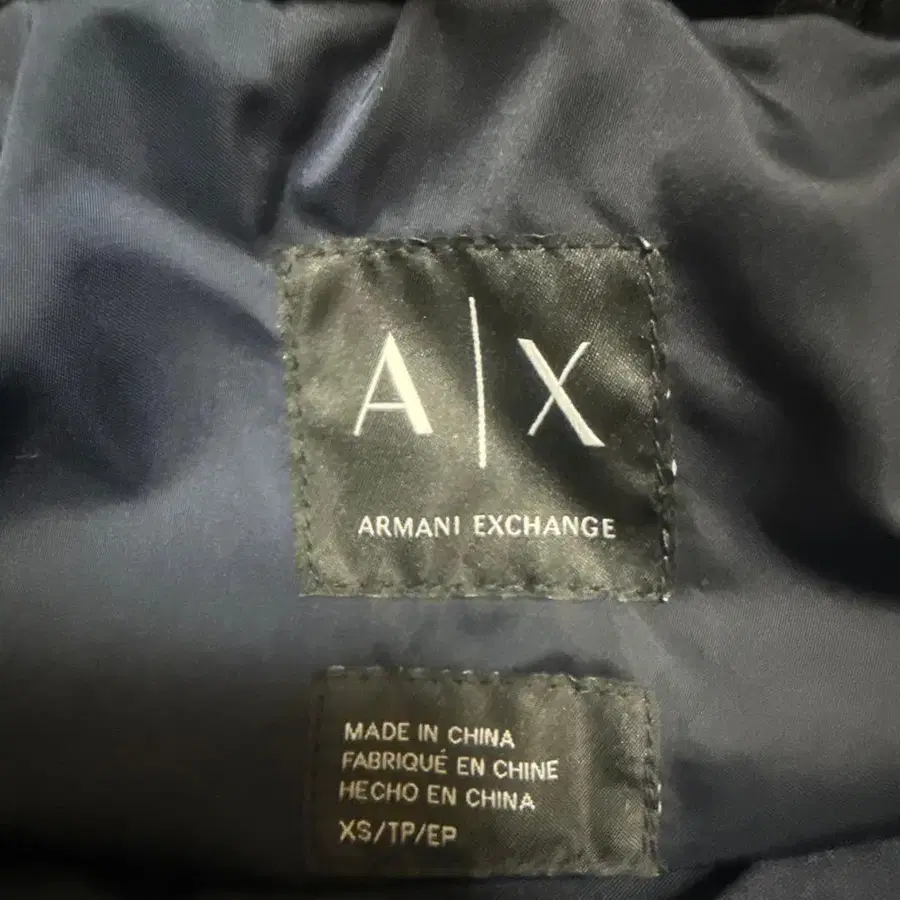 A|X
ARMANI EXCHANGE
MADE IN CHINA
FABRIQUÉ EN CHINE
HECHO EN CHINA
XS/TP/EP